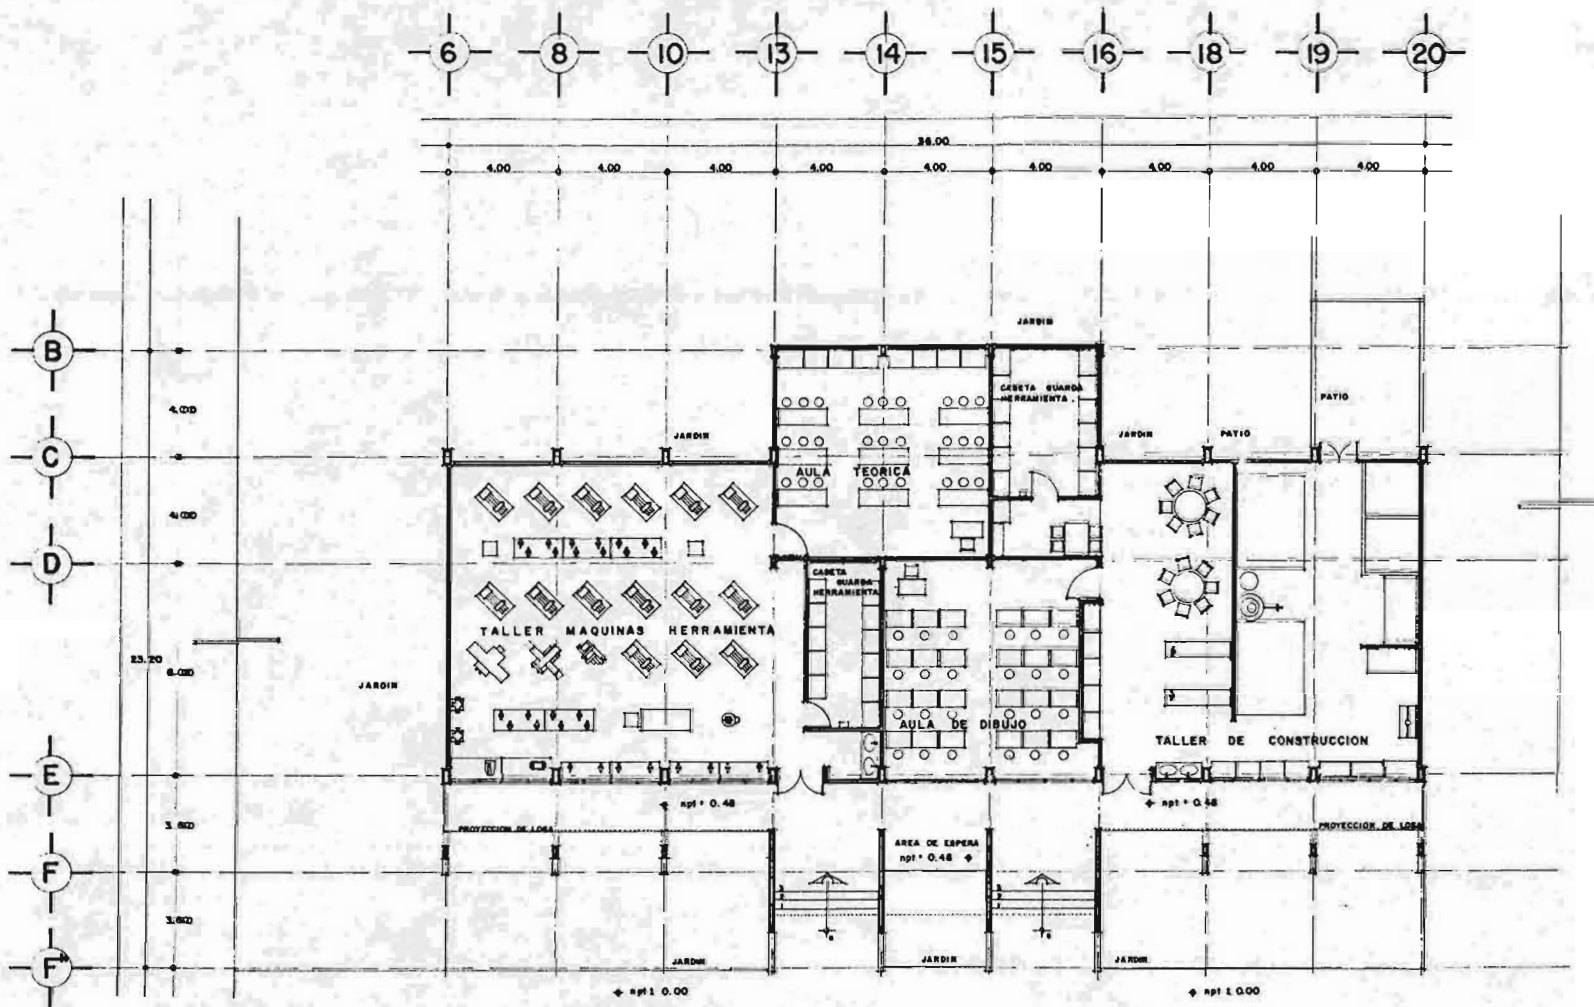 6 8 10 13 14 15 16 18 19 20
36.00
4.00 4.00 4.00 4.00 4.00 4.00 4.00 4.00 4.00
JARDIN
B
CASETA GUARDA
HERRAMIENTA.
PATIO
4.00
JARDIN
JARDIN
PATIO
C
AULA TEORICA
4.00
D
CASETA
GUARDA
HERRAMIENTA
TALLER MAQUINAS HERRAMIENTA
23.20
8.00
JARDIN
AULA DE DIBUJO
TALLER DE CONSTRUCCION
E
npt + 0.48
npt + 0.48
3.60
PROYECCION DE LOSA
PROYECCION DE LOSA
AREA DE ESPERA
npt + 0.48
F
3.60
JARDIN
JARDIN
JARDIN
F'
npt ± 0.00
npt ± 0.00